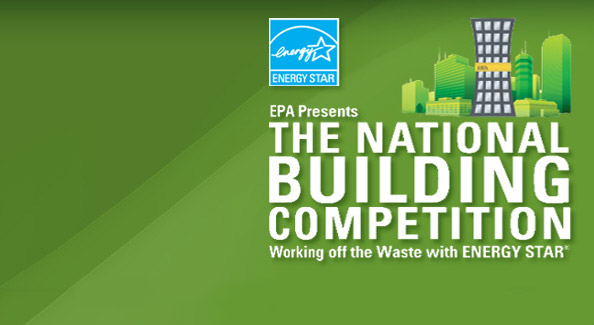 energy
ENERGY STAR
EPA Presents
THE NATIONAL
BUILDING
COMPETITION
Working off the Waste with ENERGY STAR®